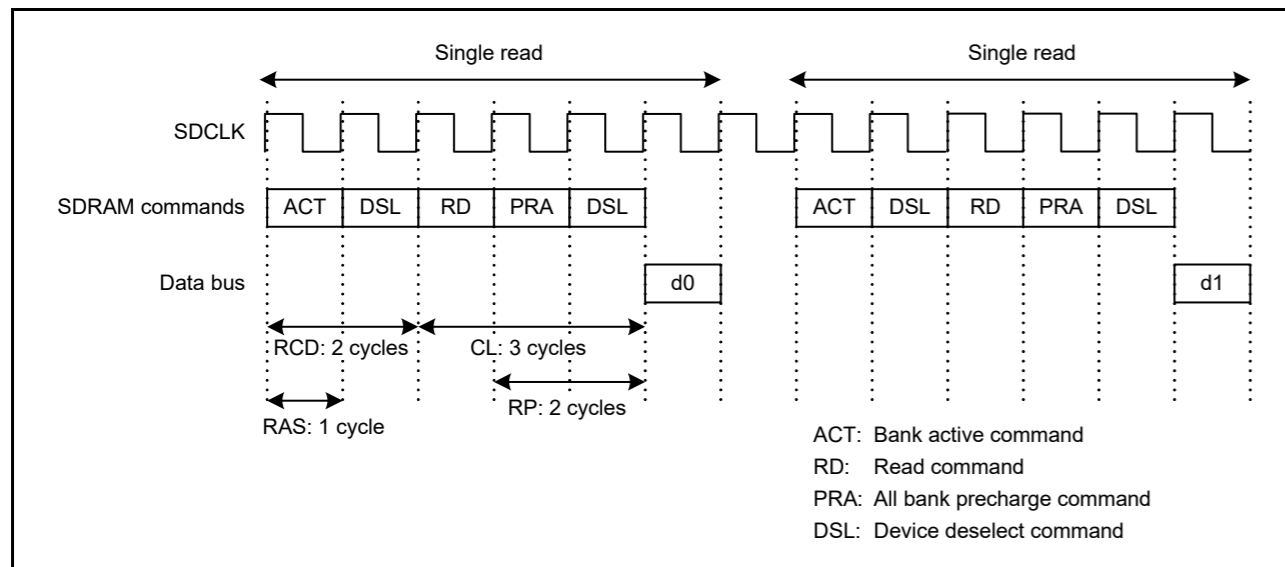 Single read Single read
SDCLK
SDRAM commands ACT DSL RD PRA DSL ACT DSL RD PRA DSL
Data bus d0 d1
RCD: 2 cycles CL: 3 cycles
RP: 2 cycles
RAS: 1 cycle
ACT: Bank active command
RD: Read command
PRA: All bank precharge command
DSL: Device deselect command